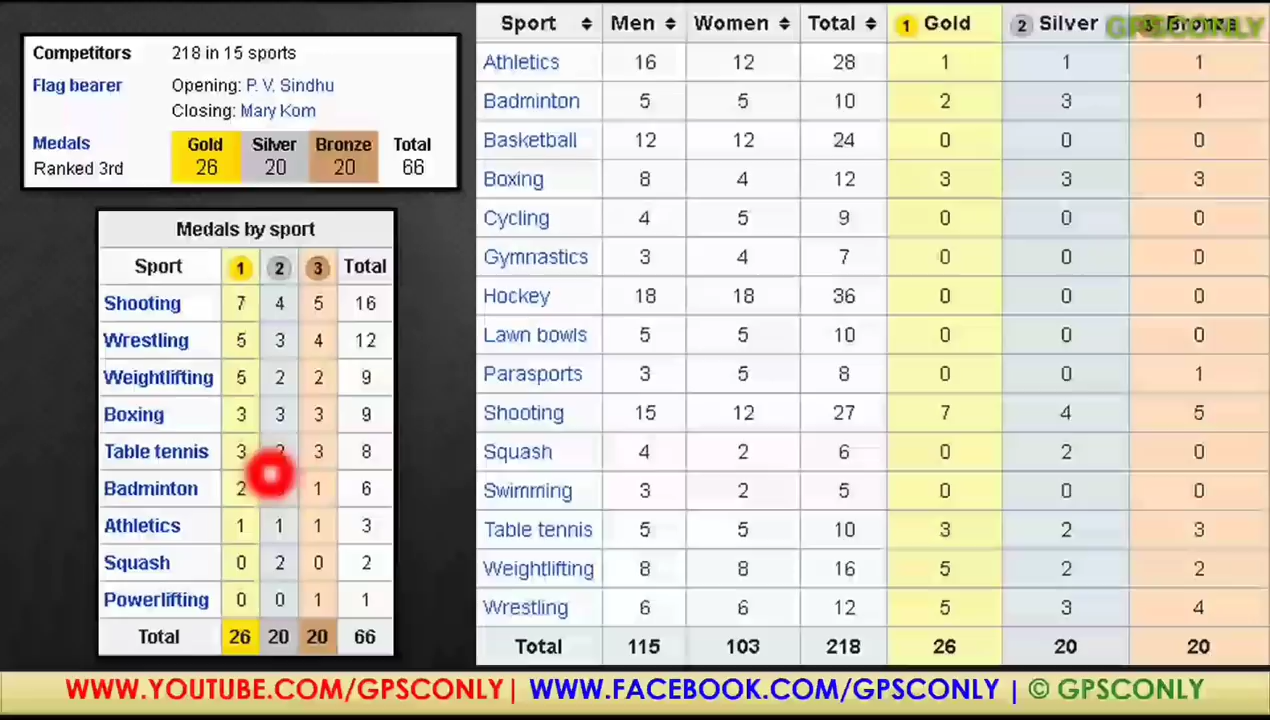 Competitors 218 in 15 sports
Flag bearer Opening: P. V. Sindhu
Closing: Mary Kom
Medals Gold Silver Bronze Total
Ranked 3rd 26 20 20 66
Medals by sport
Sport 1 2 3 Total
Shooting 7 4 5 16
Wrestling 5 3 4 12
Weightlifting 5 2 2 9
Boxing 3 3 3 9
Table tennis 3 2 3 8
Badminton 2 1 6
Athletics 1 1 1 3
Squash 0 2 0 2
Powerlifting 0 0 1 1
Total 26 20 20 66
Sport Men Women Total 1 Gold 2 Silver 3 Bronze
GPSCONLY
Athletics 16 12 28 1 1 1
Badminton 5 5 10 2 3 1
Basketball 12 12 24 0 0 0
Boxing 8 4 12 3 3 3
Cycling 4 5 9 0 0 0
Gymnastics 3 4 7 0 0 0
Hockey 18 18 36 0 0 0
Lawn bowls 5 5 10 0 0 0
Parasports 3 5 8 0 0 1
Shooting 15 12 27 7 4 5
Squash 4 2 6 0 2 0
Swimming 3 2 5 0 0 0
Table tennis 5 5 10 3 2 3
Weightlifting 8 8 16 5 2 2
Wrestling 6 6 12 5 3 4
Total 115 103 218 26 20 20
WWW.YOUTUBE.COM/GPSCONLY | WWW.FACEBOOK.COM/GPSCONLY | © GPSCONLY